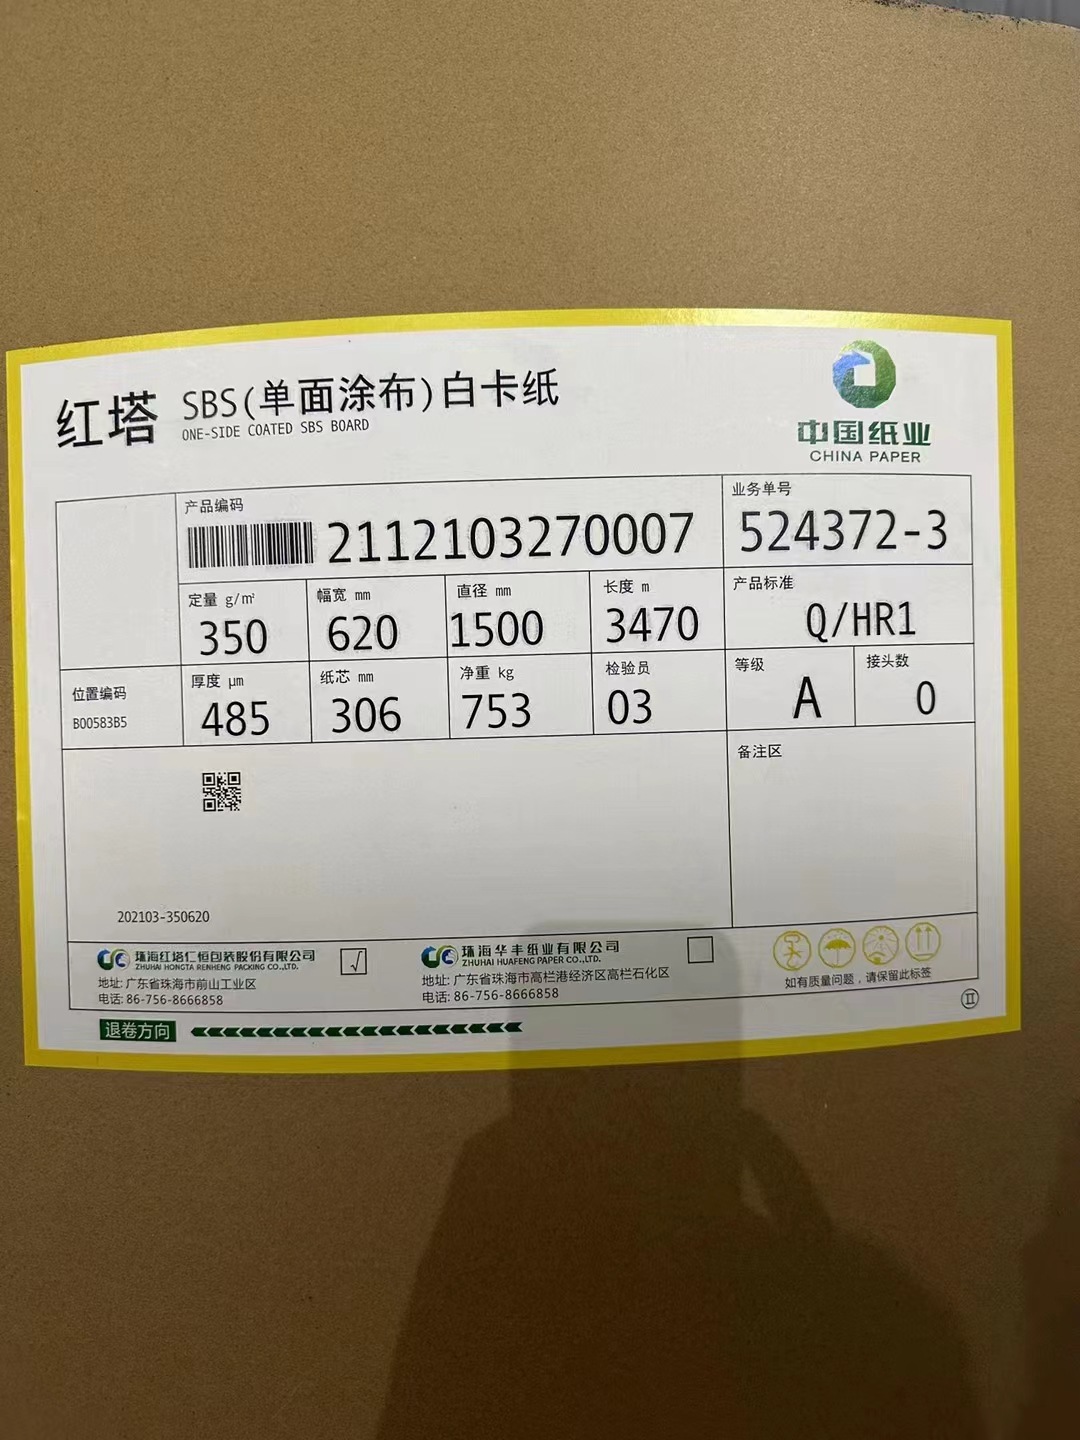 红塔 SBS(单面涂布)白卡纸
ONE-SIDE COATED SBS BOARD
中国纸业
CHINA PAPER
产品编码
2112103270007
业务单号
524372-3
定量 g/㎡
350
幅宽 mm
620
直径 mm
1500
长度 m
3470
产品标准
Q/HR1
位置编码
B00583B5
厚度 μm
485
纸芯 mm
306
净重 kg
753
检验员
03
等级
A
接头数
0
备注区
202103-350620
珠海红塔仁恒包装股份有限公司 √
ZHUHAI HONGTA RENHENG PACKING CO.,LTD.
地址: 广东省珠海市前山工业区
电话: 86-756-8666858
珠海华丰纸业有限公司
ZHUHAI HUAFENG PAPER CO.,LTD.
地址: 广东省珠海市高栏港经济区高栏石化区
电话: 86-756-8666858
如有质量问题，请保留此标签
Ⅱ
退卷方向